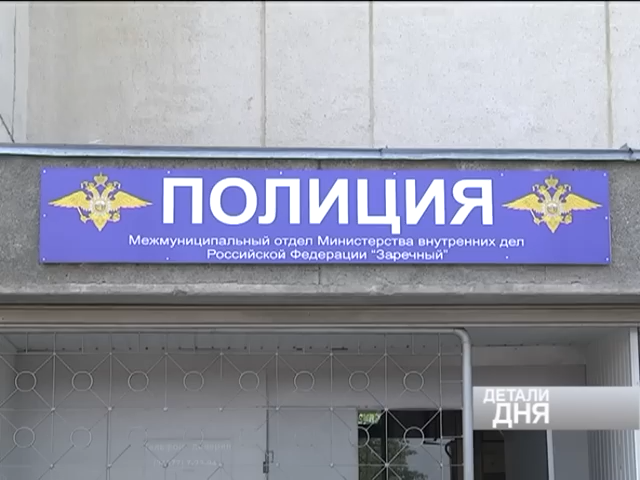 ПОЛИЦИЯ
Межмуниципальный отдел Министерства внутренних дел
Российской Федерации "Заречный"
ДЕТАЛИ
ДНЯ